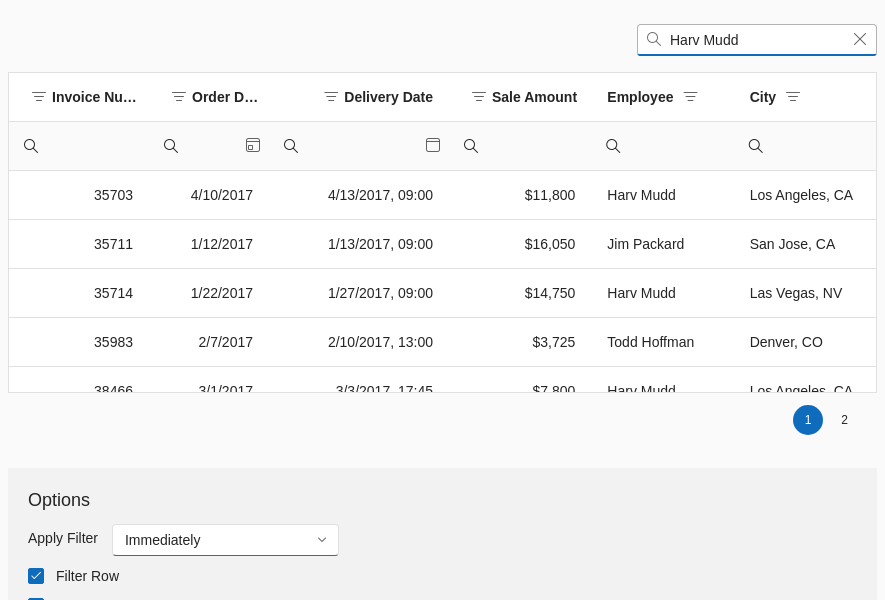 Harv Mudd
Invoice Nu… Order D… Delivery Date Sale Amount Employee City
35703 4/10/2017 4/13/2017, 09:00 $11,800 Harv Mudd Los Angeles, CA
35711 1/12/2017 1/13/2017, 09:00 $16,050 Jim Packard San Jose, CA
35714 1/22/2017 1/27/2017, 09:00 $14,750 Harv Mudd Las Vegas, NV
35983 2/7/2017 2/10/2017, 13:00 $3,725 Todd Hoffman Denver, CO
38466 3/1/2017 3/3/2017, 17:45 $7,800 Harv Mudd Los Angeles, CA
1 2
Options
Apply Filter Immediately
Filter Row